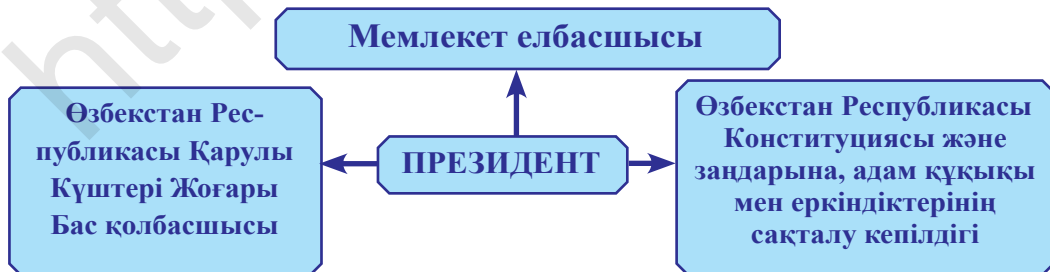 Мемлекет елбасшысы
Өзбекстан Рес-
публикасы Қарулы
Күштері Жоғары
Бас қолбасшысы
ПРЕЗИДЕНТ
Өзбекстан Республикасы
Конституциясы және
заңдарына, адам құқықы
мен еркіндіктерінің
сақталу кепілдігі